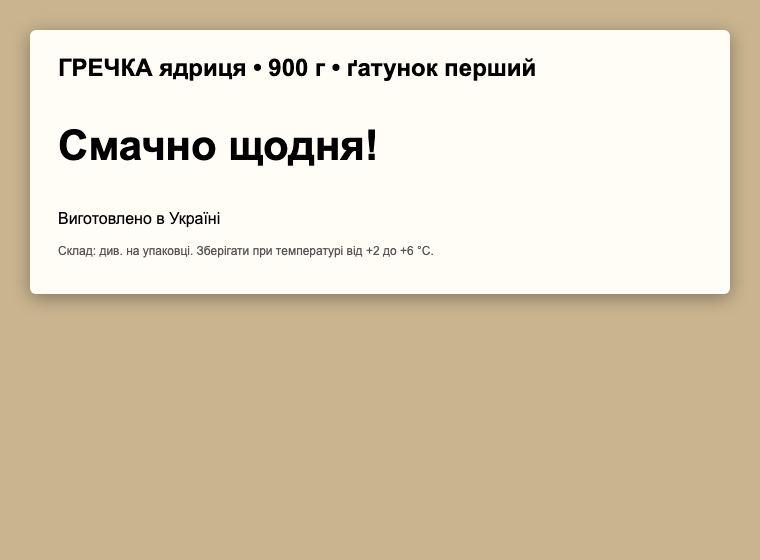 ГРЕЧКА ядриця • 900 г • ґатунок перший
Смачно щодня!
Виготовлено в Україні
Склад: див. на упаковці. Зберігати при температурі від +2 до +6 °C.